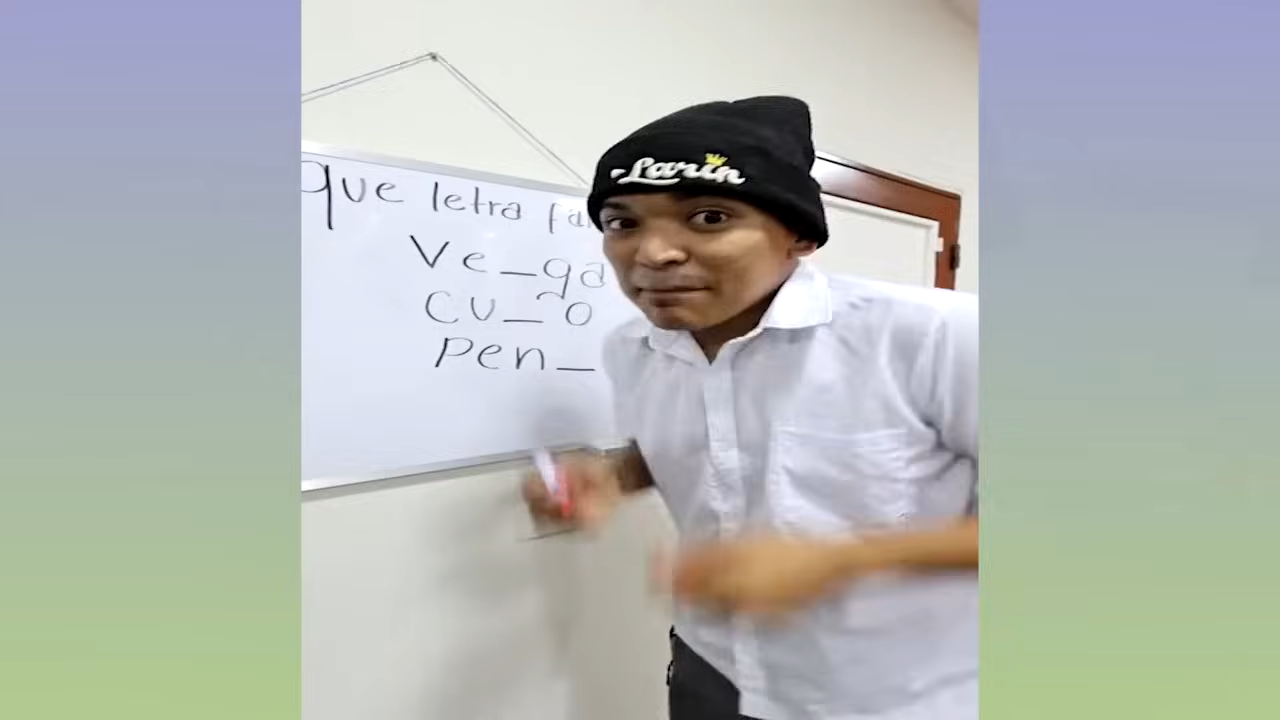 que letra fa
Ve_ga
Cu_o
Pen_
-Larin